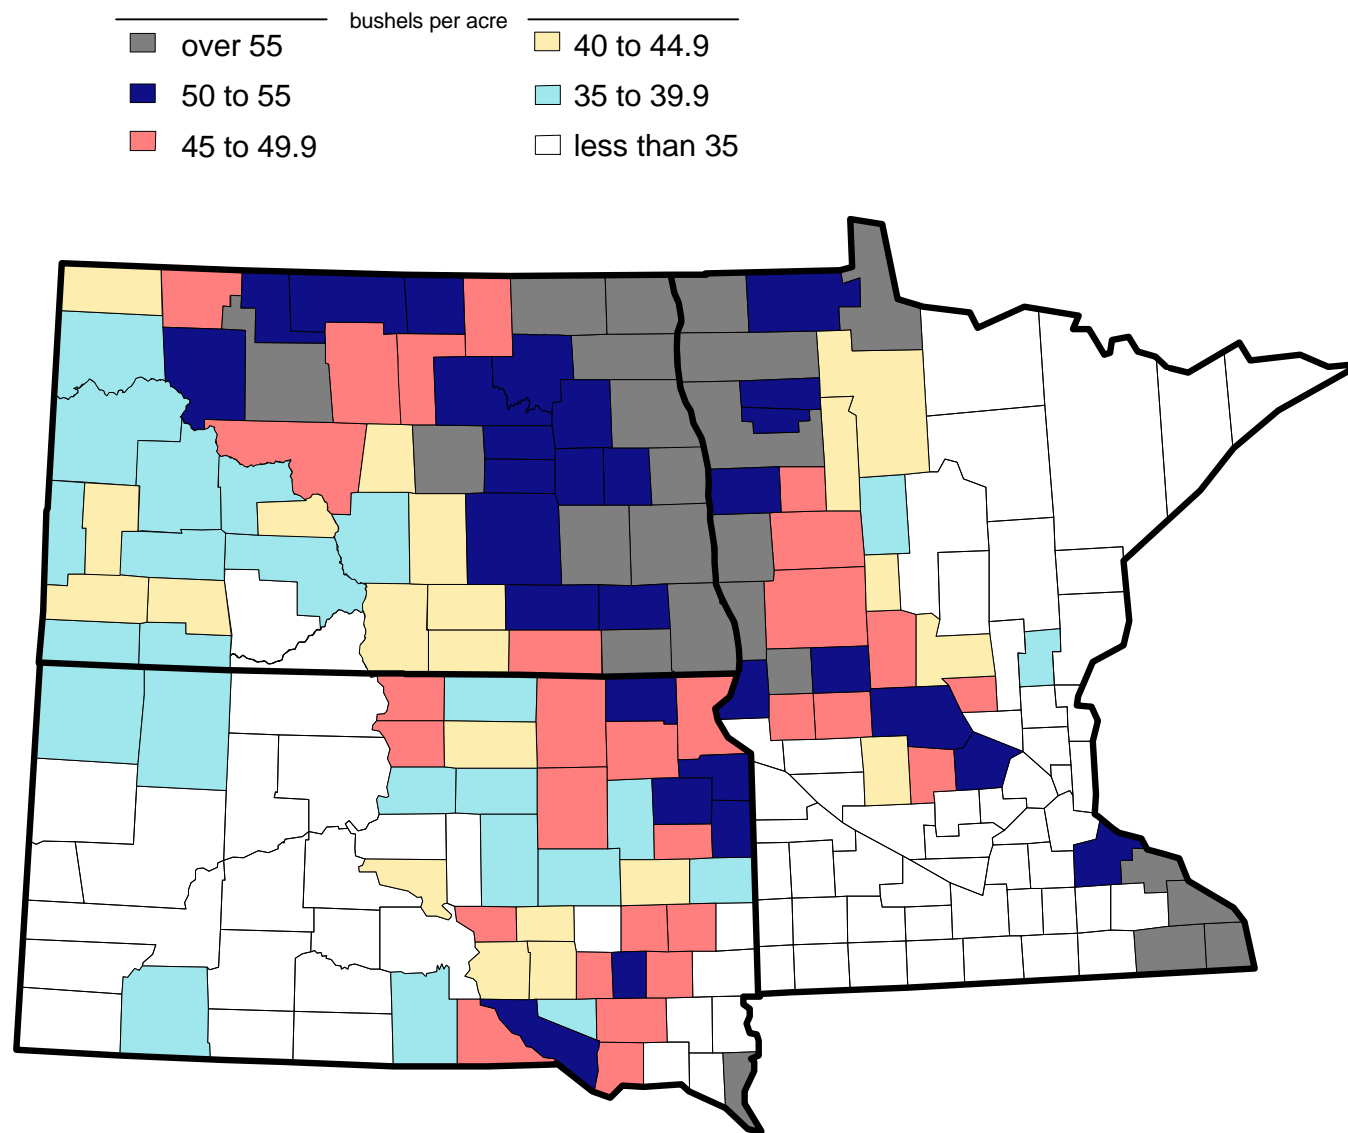 bushels per acre
over 55
40 to 44.9
50 to 55
35 to 39.9
45 to 49.9
less than 35